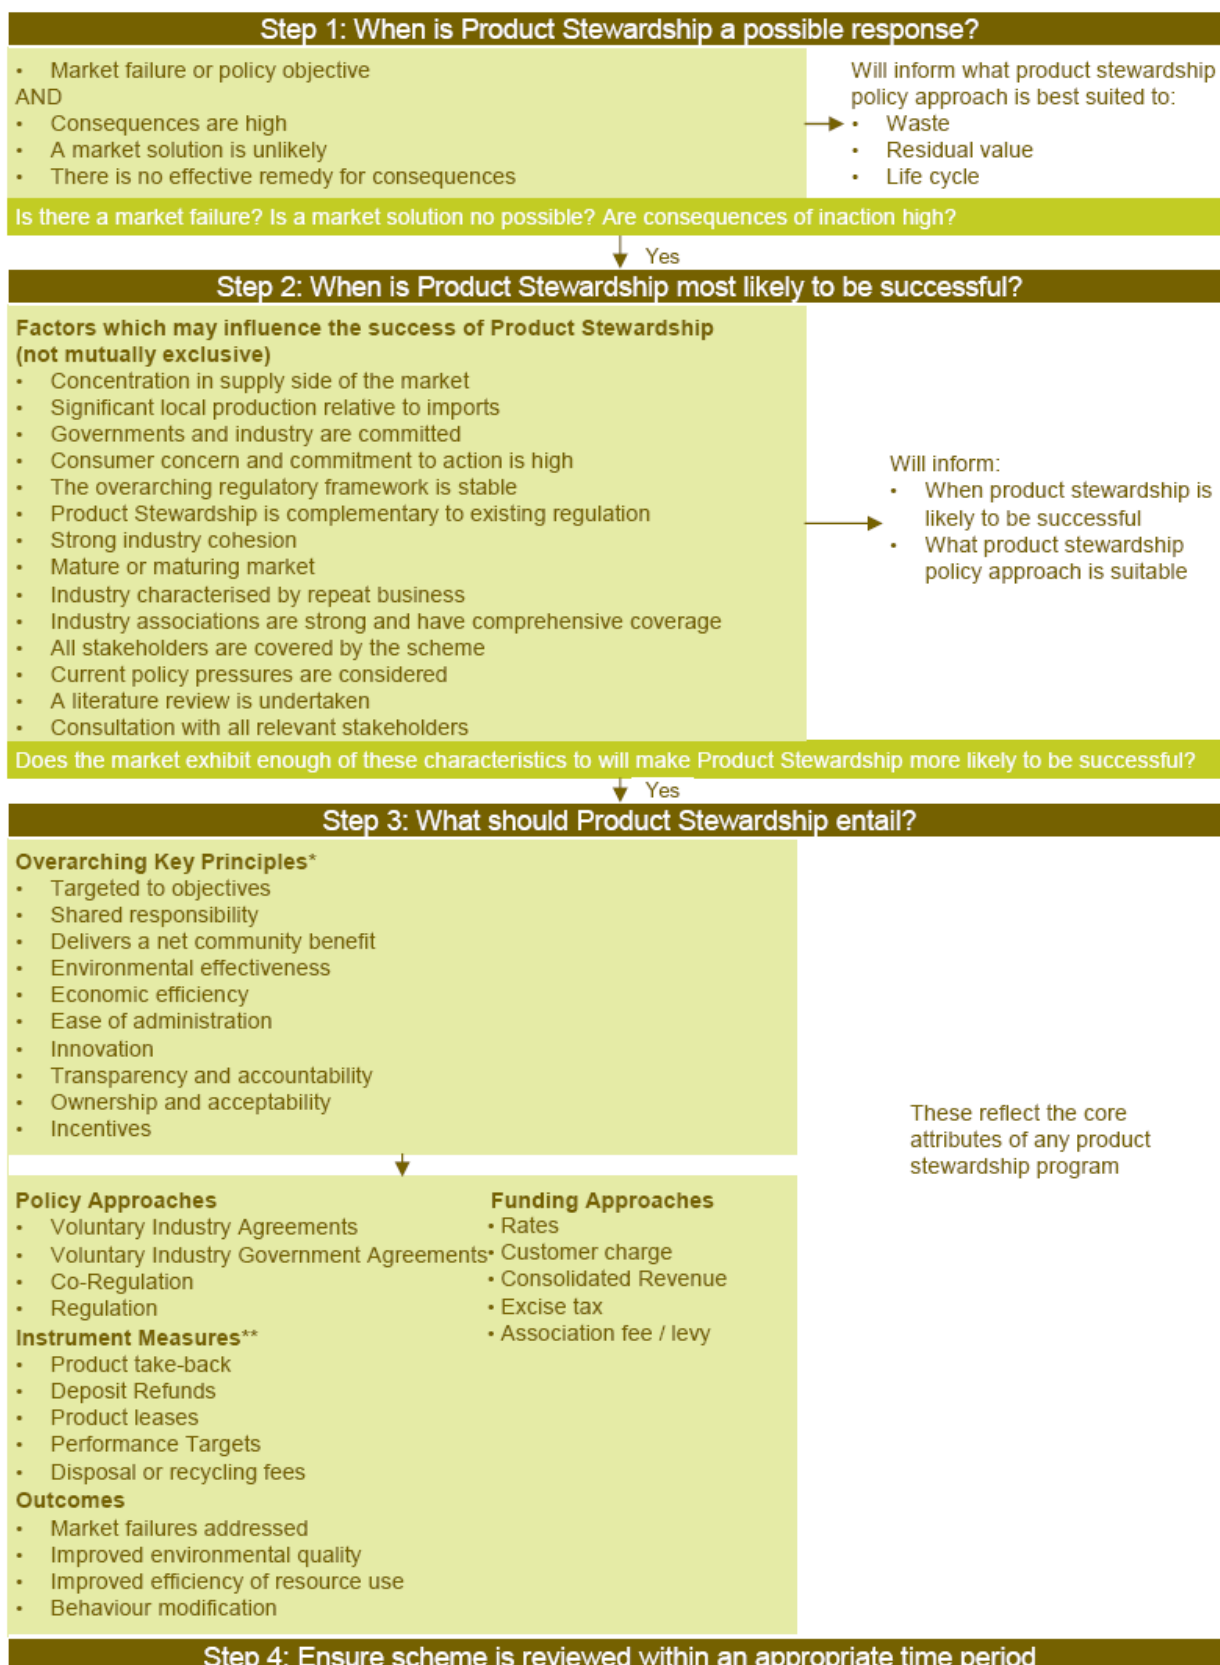 Step 1: When is Product Stewardship a possible response?
• Market failure or policy objective
AND
• Consequences are high
• A market solution is unlikely
• There is no effective remedy for consequences
Will inform what product stewardship
policy approach is best suited to:
• Waste
• Residual value
• Life cycle
Is there a market failure? Is a market solution no possible? Are consequences of inaction high?
Yes
Step 2: When is Product Stewardship most likely to be successful?
Factors which may influence the success of Product Stewardship
(not mutually exclusive)
• Concentration in supply side of the market
• Significant local production relative to imports
• Governments and industry are committed
• Consumer concern and commitment to action is high
• The overarching regulatory framework is stable
• Product Stewardship is complementary to existing regulation
• Strong industry cohesion
• Mature or maturing market
• Industry characterised by repeat business
• Industry associations are strong and have comprehensive coverage
• All stakeholders are covered by the scheme
• Current policy pressures are considered
• A literature review is undertaken
• Consultation with all relevant stakeholders
Will inform:
• When product stewardship is
likely to be successful
• What product stewardship
policy approach is suitable
Does the market exhibit enough of these characteristics to will make Product Stewardship more likely to be successful?
Yes
Step 3: What should Product Stewardship entail?
Overarching Key Principles*
• Targeted to objectives
• Shared responsibility
• Delivers a net community benefit
• Environmental effectiveness
• Economic efficiency
• Ease of administration
• Innovation
• Transparency and accountability
• Ownership and acceptability
• Incentives
These reflect the core
attributes of any product
stewardship program
Policy Approaches
• Voluntary Industry Agreements
• Voluntary Industry Government Agreements
• Co-Regulation
• Regulation
Funding Approaches
• Rates
• Customer charge
• Consolidated Revenue
• Excise tax
• Association fee / levy
Instrument Measures**
• Product take-back
• Deposit Refunds
• Product leases
• Performance Targets
• Disposal or recycling fees
Outcomes
• Market failures addressed
• Improved environmental quality
• Improved efficiency of resource use
• Behaviour modification
Step 4: Ensure scheme is reviewed within an appropriate time period